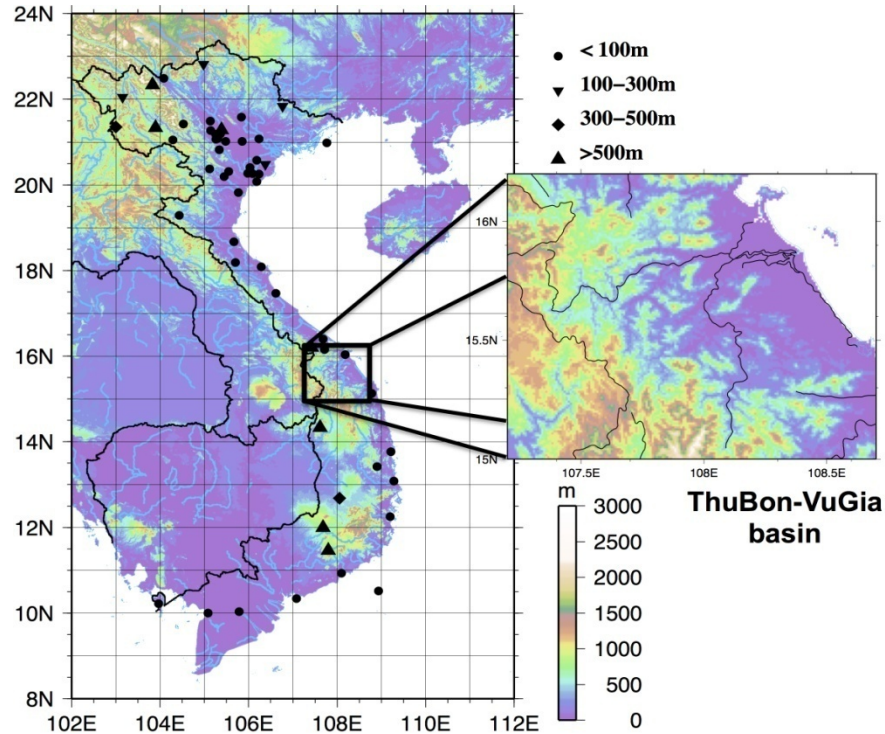 24N
22N
20N
18N
16N
14N
12N
10N
8N
102E 104E 106E 108E 110E 112E
< 100m
100−300m
300−500m
>500m
16N
15.5N
15N
107.5E 108E 108.5E
m
3000
2500
2000
1500
1000
500
0
ThuBon-VuGia
basin